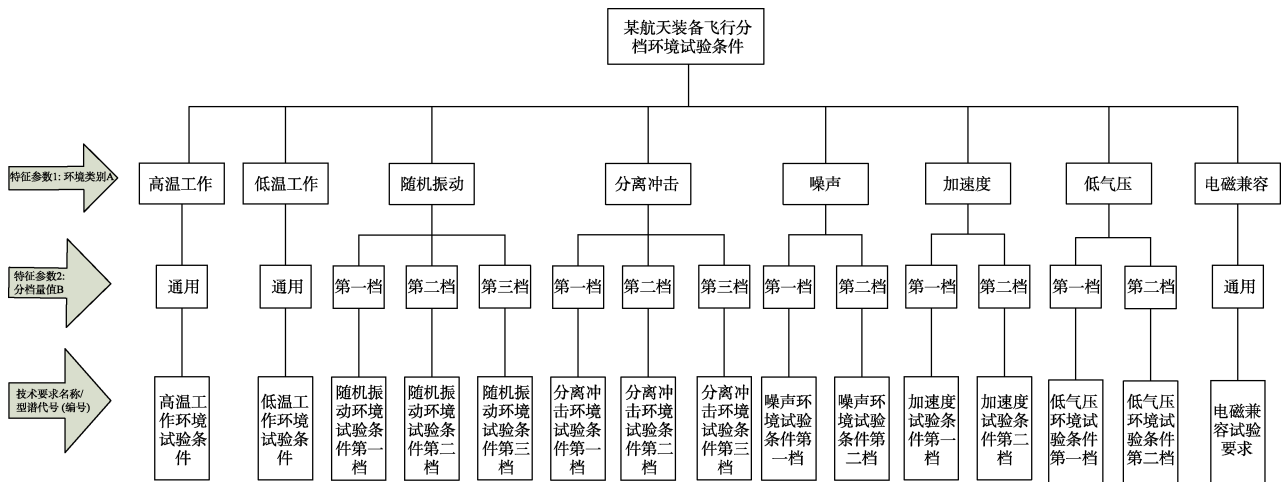 某航天装备飞行分
档环境试验条件
特征参数1: 环境类别A
高温工作
低温工作
随机振动
分离冲击
噪声
加速度
低气压
电磁兼容
特征参数2:
分档量值B
通用
通用
第一档
第二档
第三档
第一档
第二档
第三档
第一档
第二档
第一档
第二档
第一档
第二档
通用
技术要求名称/
型谱代号 (编号)
高温工
作环境
试验条
件
低温工
作环境
试验条
件
随机振
动环境
试验条
件第一
档
随机振
动环境
试验条
件第二
档
随机振
动环境
试验条
件第三
档
分离冲
击环境
试验条
件第一
档
分离冲
击环境
试验条
件第二
档
分离冲
击环境
试验条
件第三
档
噪声环
境试验
条件第
一档
噪声环
境试验
条件第
二档
加速度
试验条
件第一
档
加速度
试验条
件第二
档
低气压
环境试
验条件
第一档
低气压
环境试
验条件
第二档
电磁兼
容试验
要求